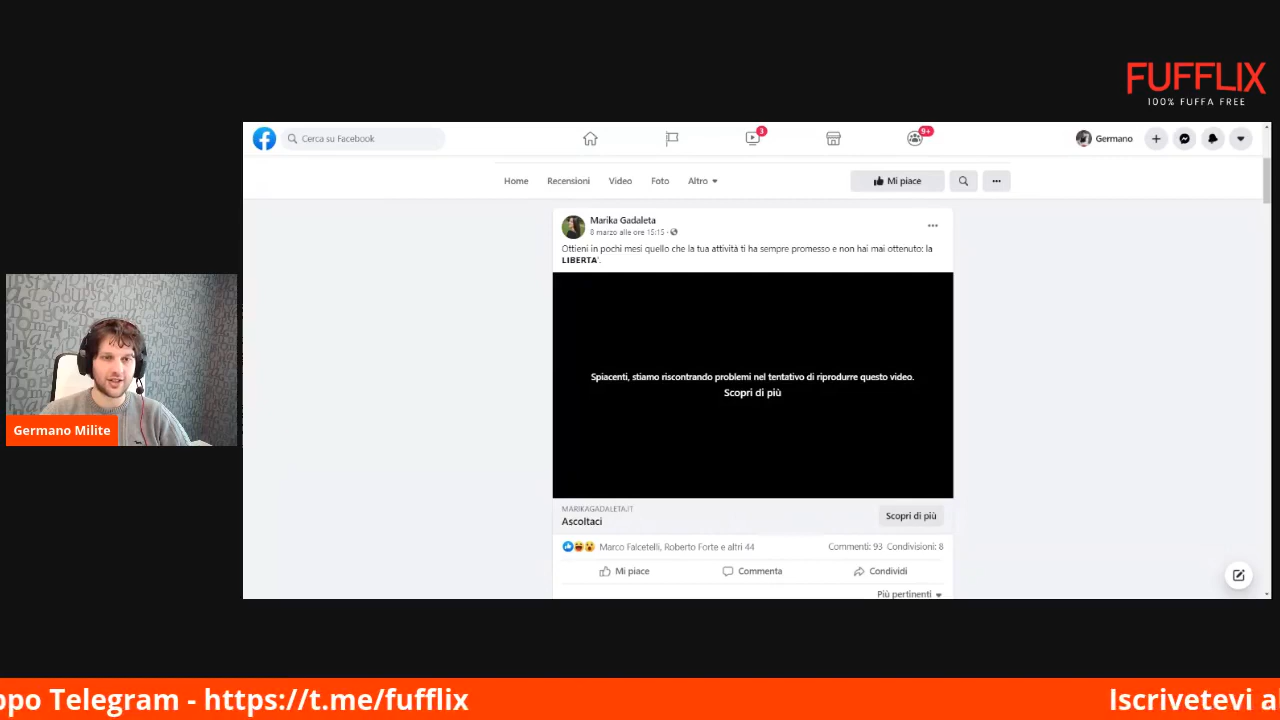 FUFFLIX
100% FUFFA FREE
Cerca su Facebook
3
9+
Germano
Home Recensioni Video Foto Altro
Mi piace
Marika Gadaleta
8 marzo alle ore 15:15 ·
Ottieni in pochi mesi quello che la tua attività ti ha sempre promesso e non hai mai ottenuto: la
LIBERTA'.
Spiacenti, stiamo riscontrando problemi nel tentativo di riprodurre questo video.
Scopri di più
MARIKAGADALETA.IT
Ascoltaci
Scopri di più
Marco Falcetelli, Roberto Forte e altri 44
Commenti: 93 Condivisioni: 8
Mi piace Commenta Condividi
Più pertinenti
Germano Milite
ppo Telegram - https://t.me/fufflix
Iscrivetevi al